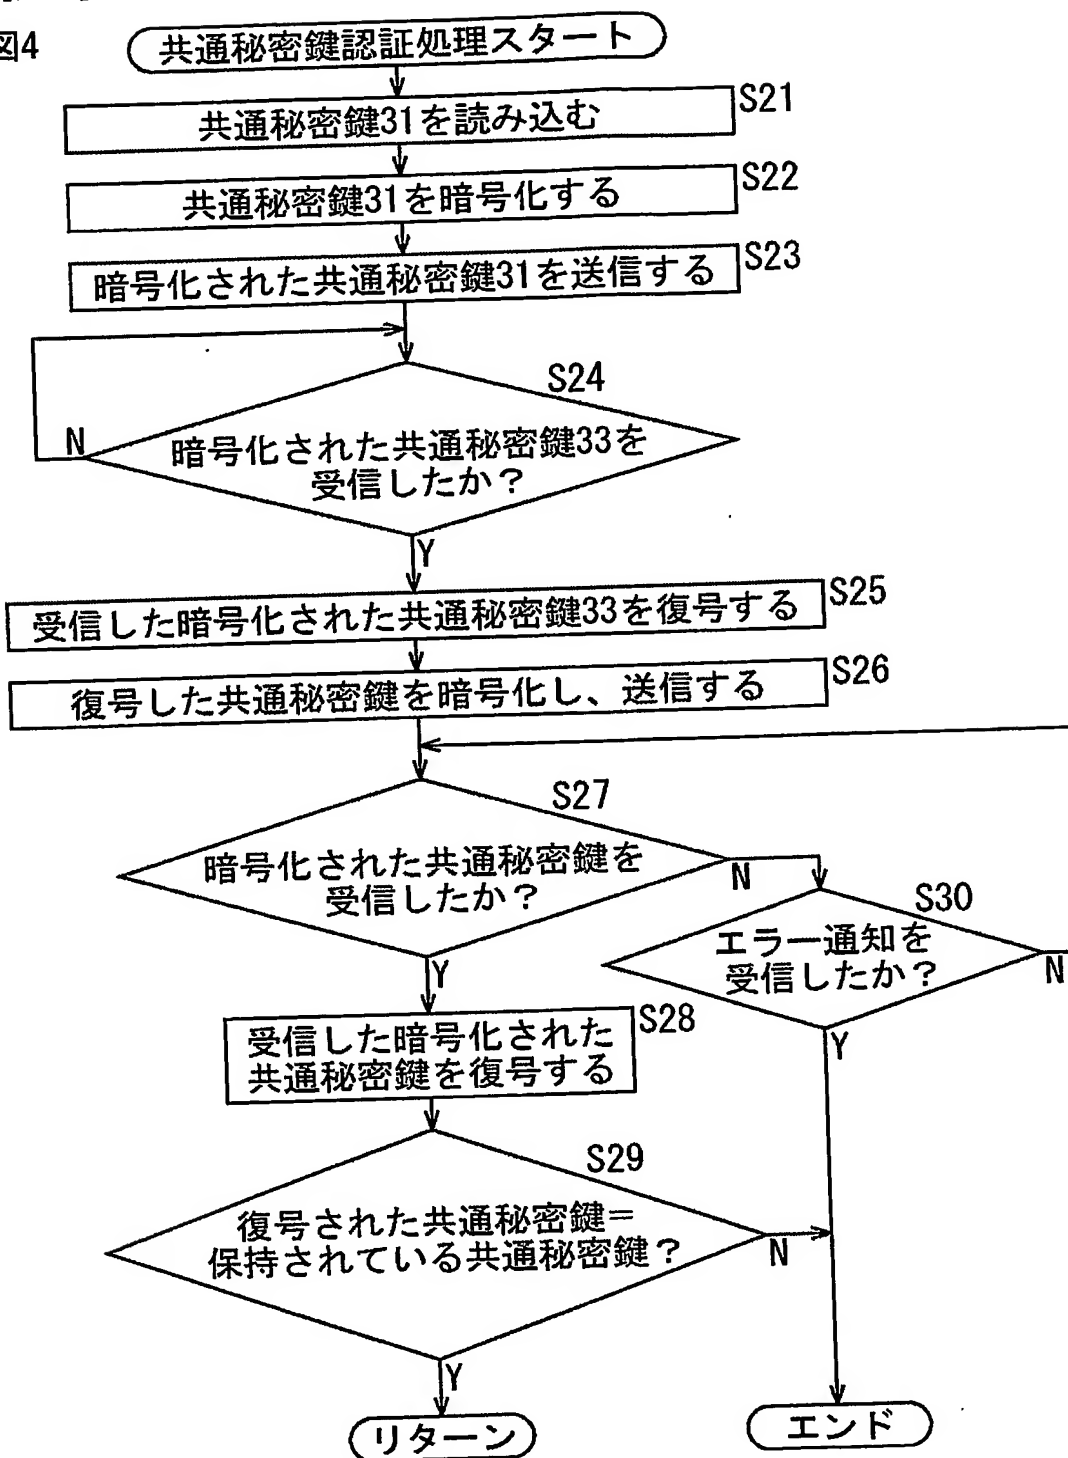 図4
共通秘密鍵認証処理スタート
共通秘密鍵31を読み込む
S21
共通秘密鍵31を暗号化する
S22
暗号化された共通秘密鍵31を送信する
S23
S24
N
暗号化された共通秘密鍵33を
受信したか？
Y
受信した暗号化された共通秘密鍵33を復号する
S25
復号した共通秘密鍵を暗号化し、送信する
S26
S27
暗号化された共通秘密鍵を
受信したか？
N
Y
S30
エラー通知を
受信したか？
N
Y
受信した暗号化された
共通秘密鍵を復号する
S28
S29
復号された共通秘密鍵＝
保持されている共通秘密鍵？
N
Y
リターン
エンド